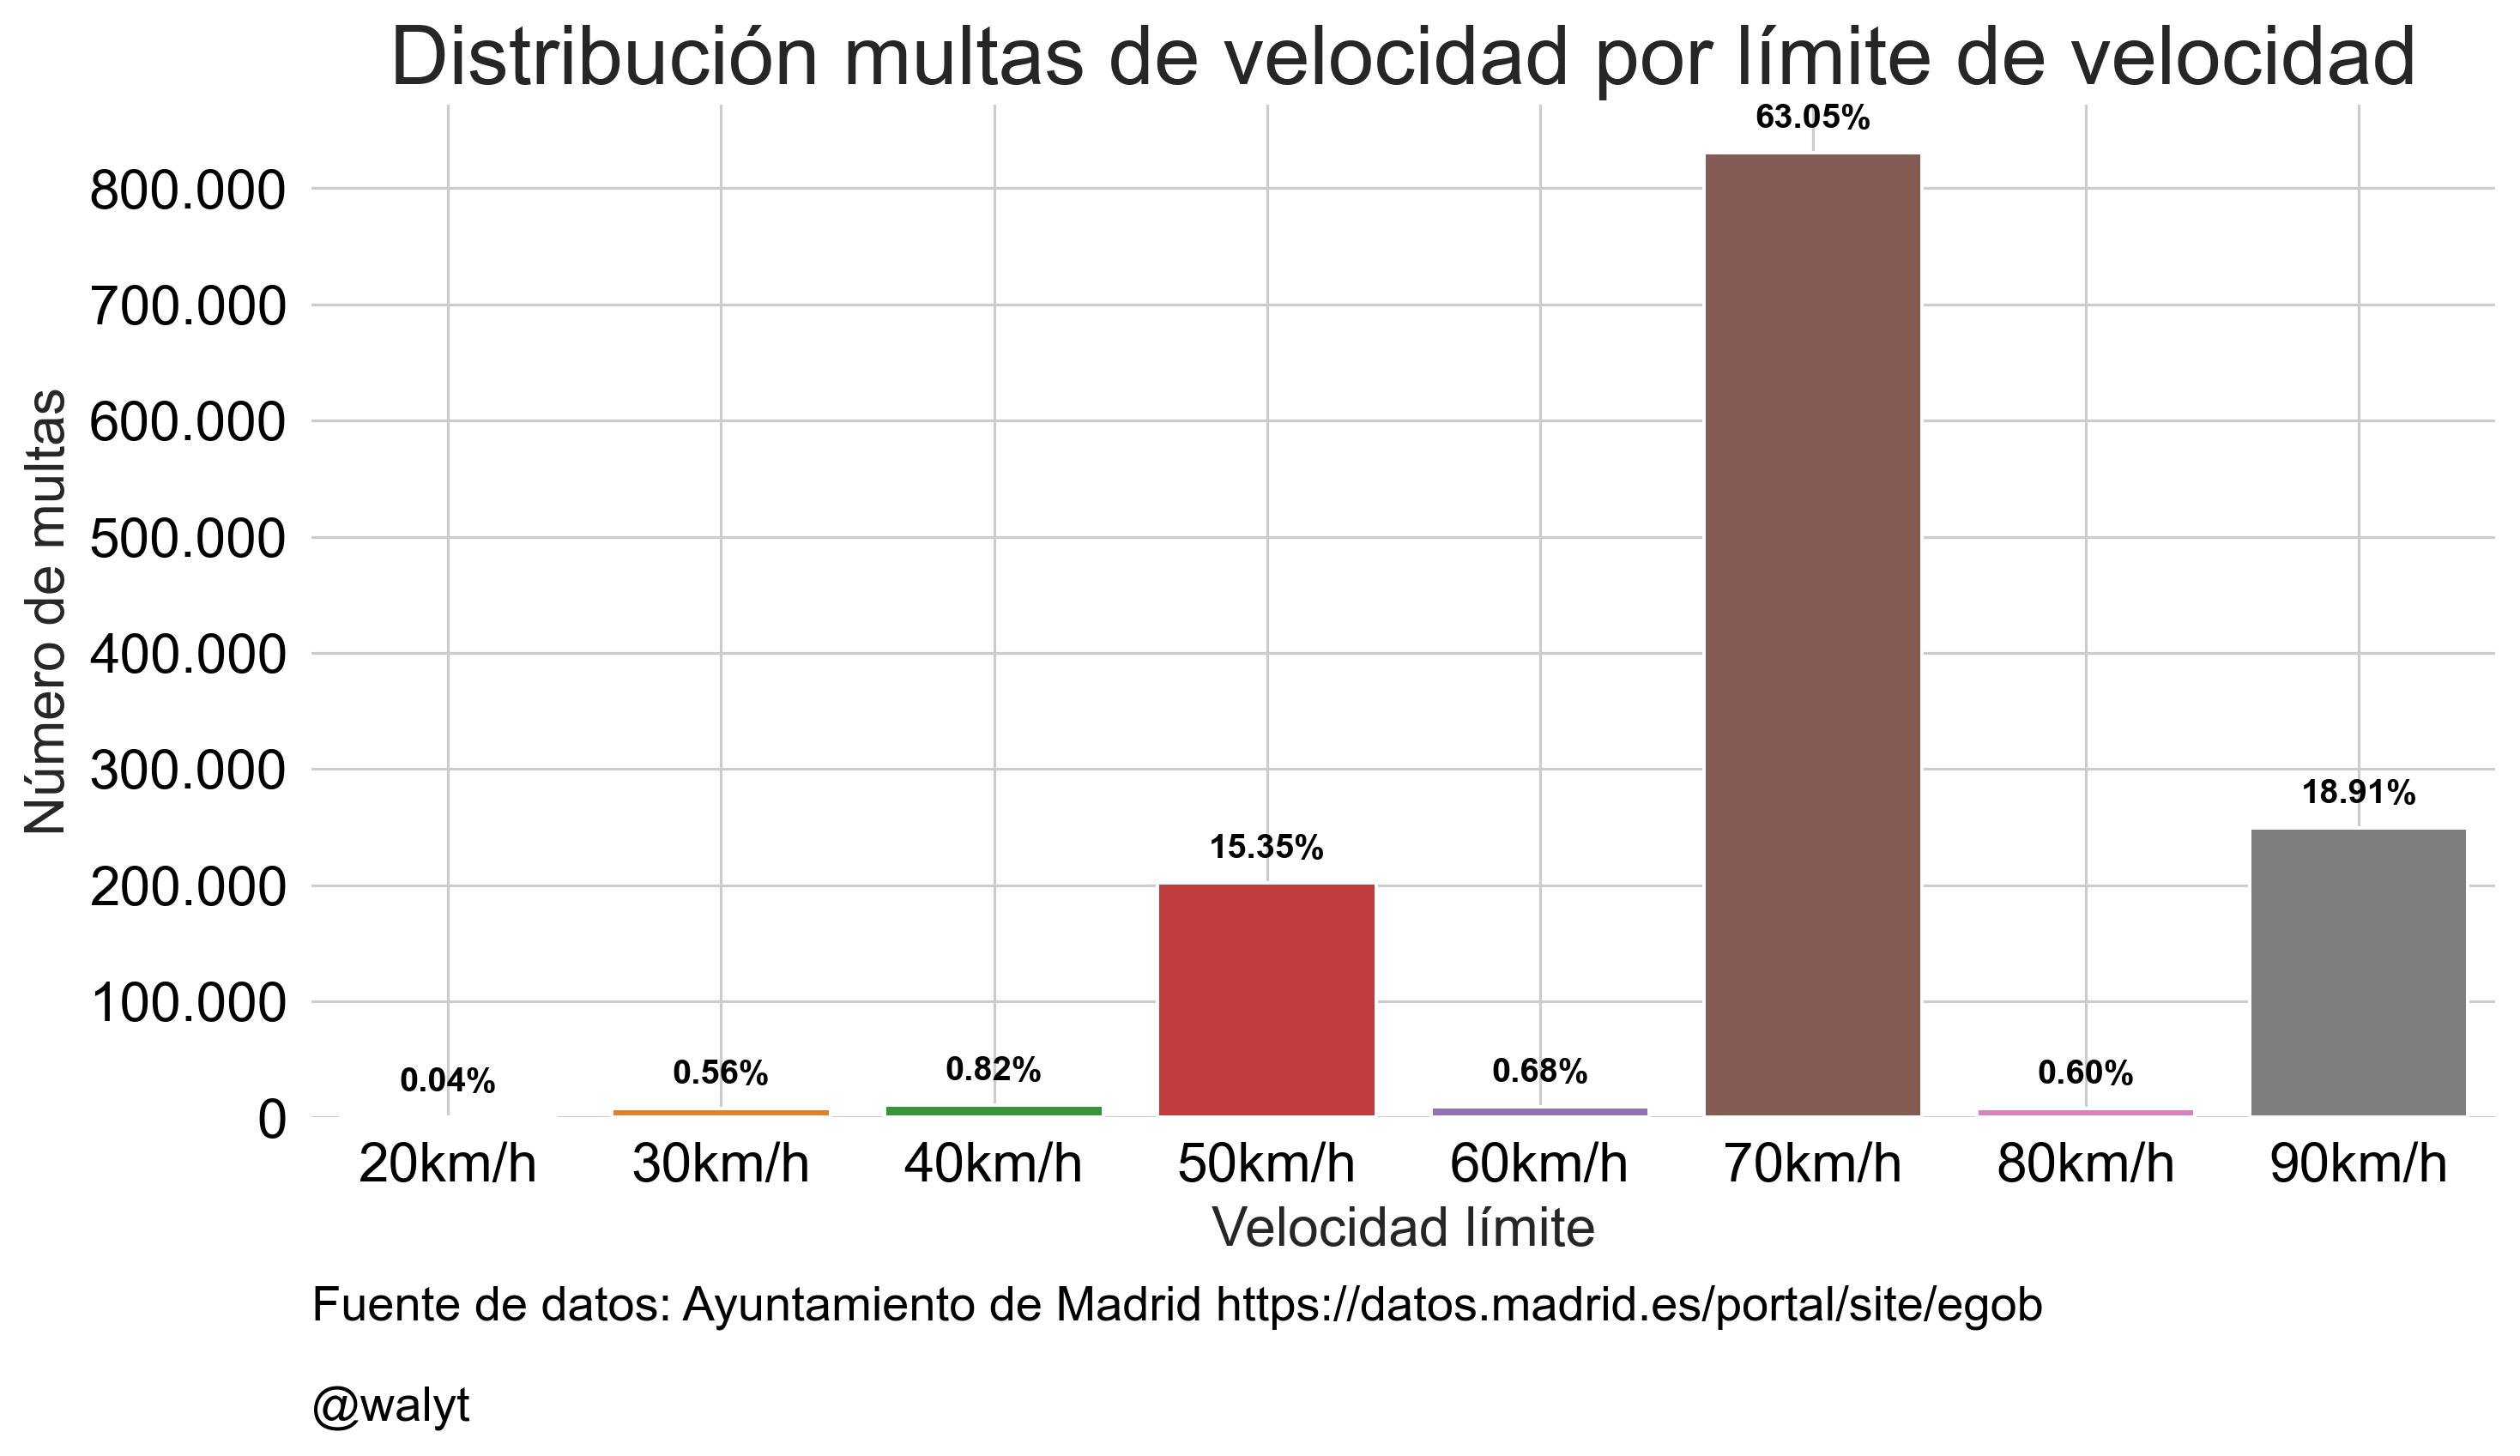 Distribución multas de velocidad por límite de velocidad
63.05%
800.000
700.000
600.000
500.000
400.000
300.000
200.000
100.000
0
Número de multas
18.91%
15.35%
0.04%
0.56%
0.82%
0.68%
0.60%
20km/h 30km/h 40km/h 50km/h 60km/h 70km/h 80km/h 90km/h
Velocidad límite
Fuente de datos: Ayuntamiento de Madrid https://datos.madrid.es/portal/site/egob
@walyt